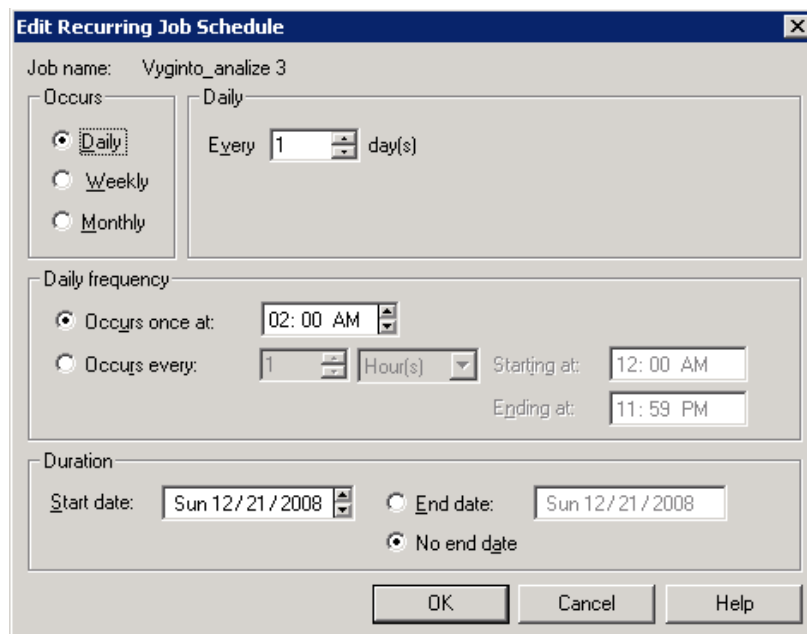 Edit Recurring Job Schedule
Job name: Vyginto_analize 3
Occurs
Daily
Weekly
Monthly
Daily
Every 1 day(s)
Daily frequency
Occurs once at: 02: 00 AM
Occurs every: 1 Hour(s) Starting at: 12: 00 AM
Ending at: 11: 59 PM
Duration
Start date: Sun 12/21/2008 End date: Sun 12/21/2008
No end date
OK Cancel Help